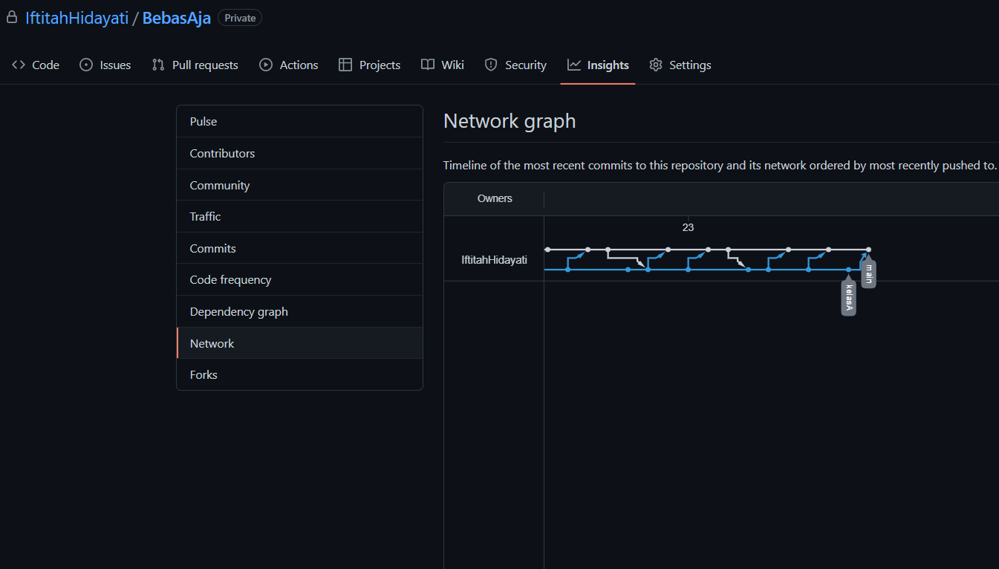 IftitahHidayati / BebasAja Private
Code Issues Pull requests Actions Projects Wiki Security Insights Settings
Pulse
Contributors
Community
Traffic
Commits
Code frequency
Dependency graph
Network
Forks
Network graph
Timeline of the most recent commits to this repository and its network ordered by most recently pushed to.
Owners
23
IftitahHidayati
main
kelasA